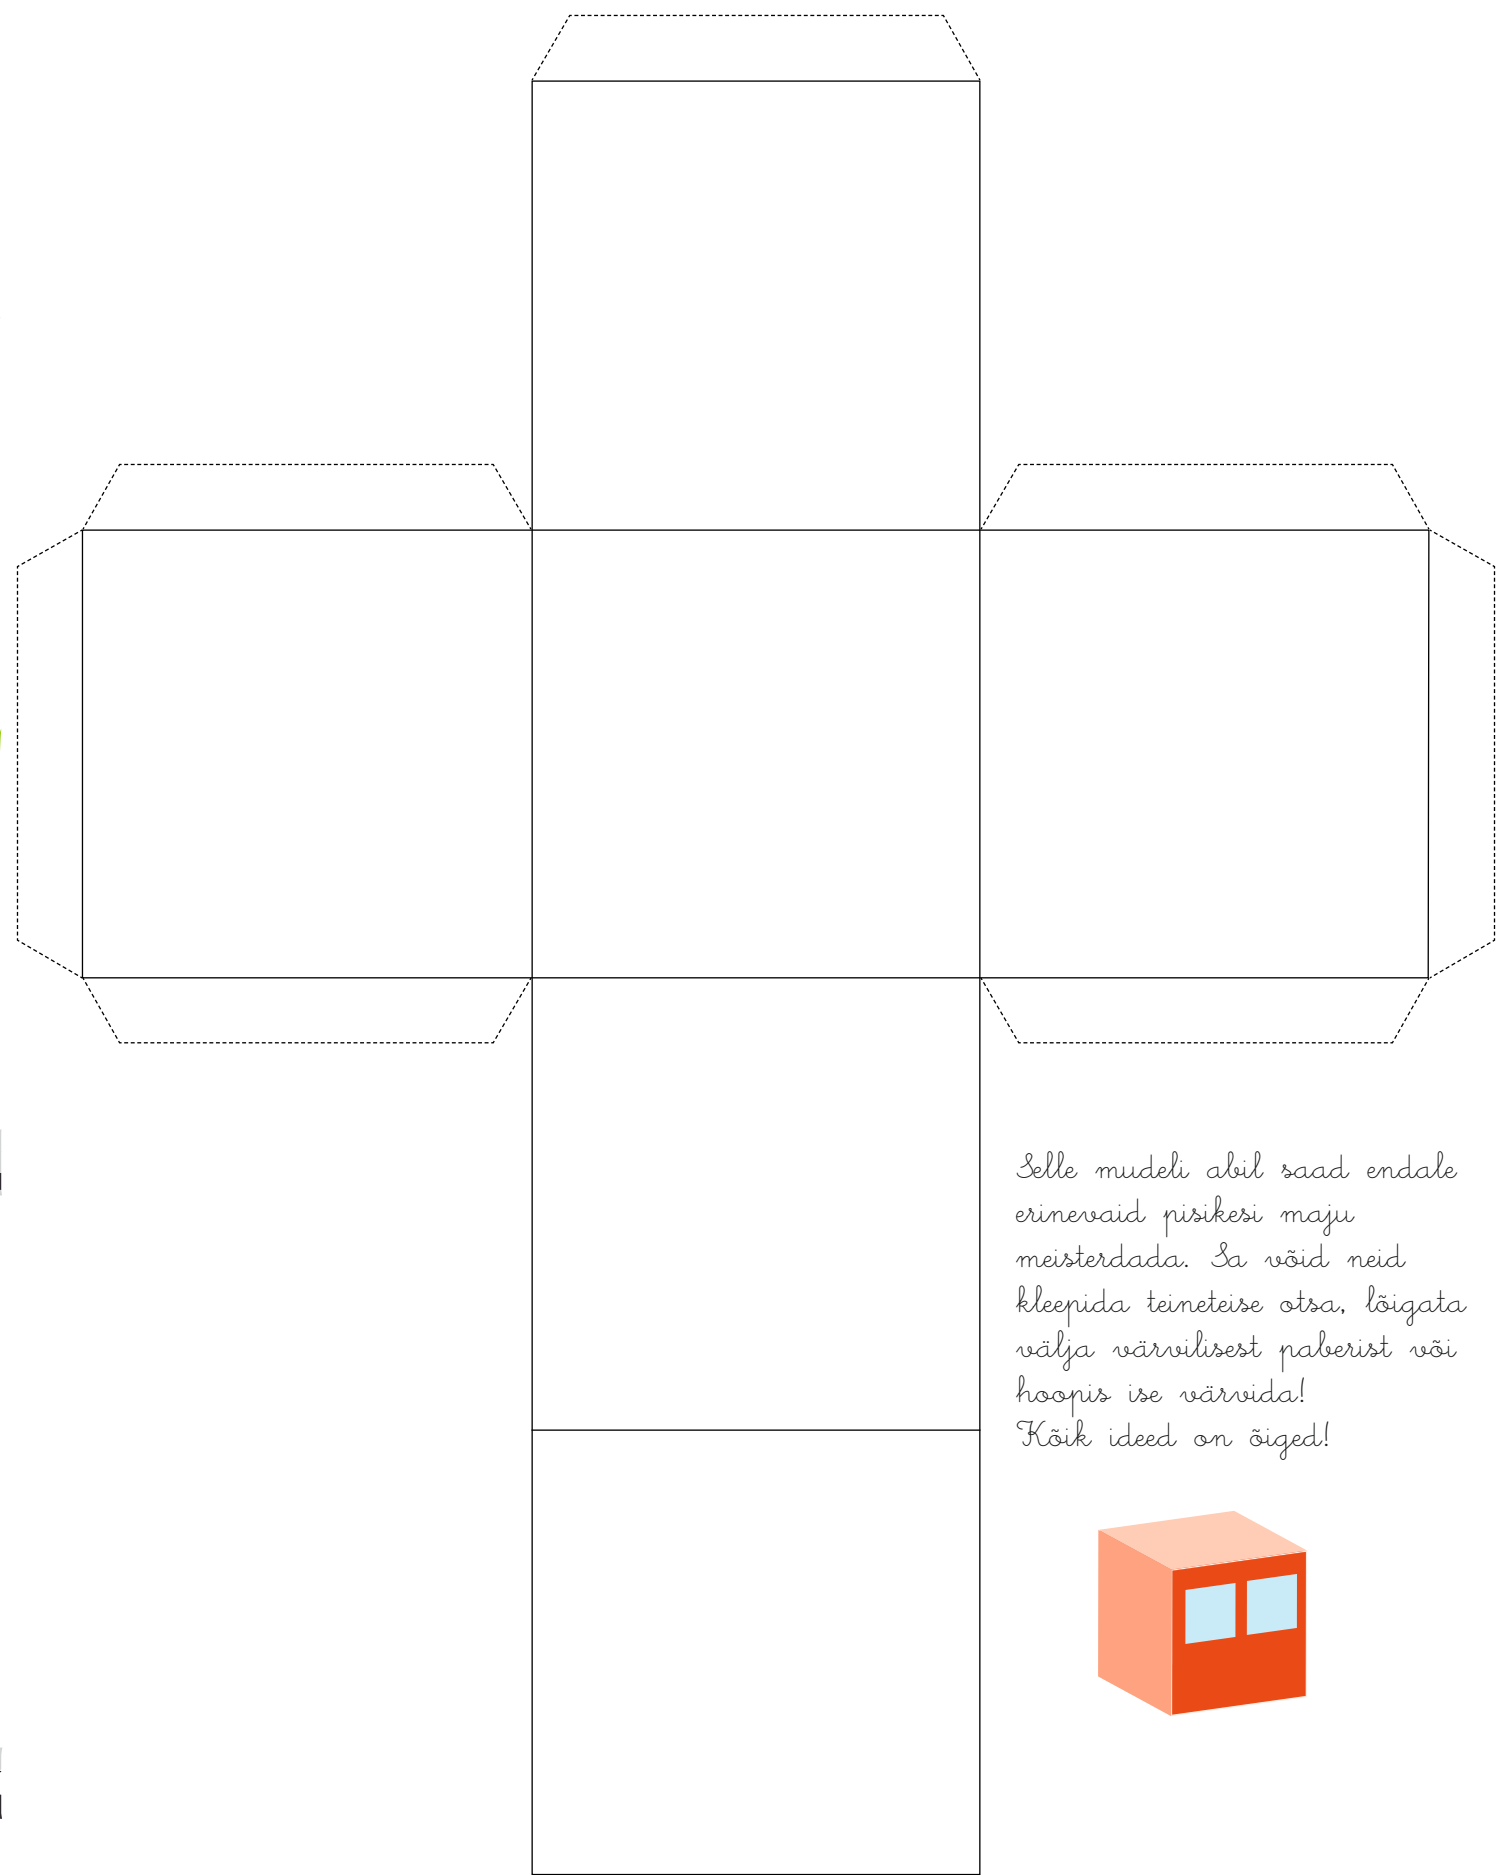 Selle mudeli abil saad endale
erinevaid pisikesi maju
meisterdada. Sa võid neid
kleepida teineteise otsa, lõigata
välja värvilisest paberist või
hoopis ise värvida!
Kõik ideed on õiged!